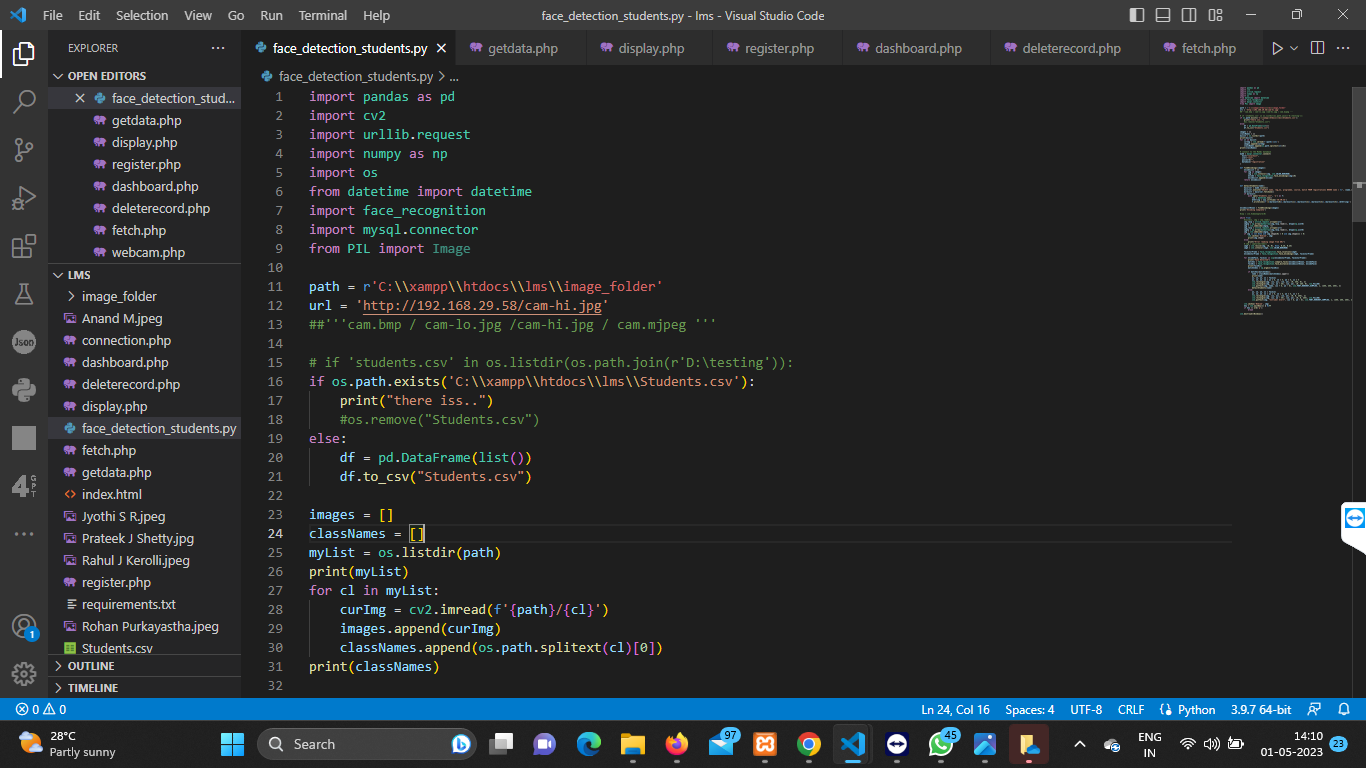 File Edit Selection View Go Run Terminal Help
face_detection_students.py - lms - Visual Studio Code
EXPLORER
OPEN EDITORS
face_detection_stud...
getdata.php
display.php
register.php
dashboard.php
deleterecord.php
fetch.php
webcam.php
LMS
image_folder
Anand M.jpeg
connection.php
dashboard.php
deleterecord.php
display.php
face_detection_students.py
fetch.php
getdata.php
index.html
Jyothi S R.jpeg
Prateek J Shetty.jpg
Rahul J Kerolli.jpeg
register.php
requirements.txt
Rohan Purkayastha.jpeg
Students.csv
OUTLINE
TIMELINE
Json
4 GPT
1
face_detection_students.py getdata.php display.php register.php dashboard.php deleterecord.php fetch.php
face_detection_students.py > ...
1 import pandas as pd
2 import cv2
3 import urllib.request
4 import numpy as np
5 import os
6 from datetime import datetime
7 import face_recognition
8 import mysql.connector
9 from PIL import Image
10
11 path = r'C:\\xampp\\htdocs\\lms\\image_folder'
12 url = 'http://192.168.29.58/cam-hi.jpg'
13 ##'''cam.bmp / cam-lo.jpg /cam-hi.jpg / cam.mjpeg '''
14
15 # if 'students.csv' in os.listdir(os.path.join(r'D:\testing')):
16 if os.path.exists('C:\\xampp\\htdocs\\lms\\Students.csv'):
17 print("there iss..")
18 #os.remove("Students.csv")
19 else:
20 df = pd.DataFrame(list())
21 df.to_csv("Students.csv")
22
23 images = []
24 classNames = []
25 myList = os.listdir(path)
26 print(myList)
27 for cl in myList:
28 curImg = cv2.imread(f'{path}/{cl}')
29 images.append(curImg)
30 classNames.append(os.path.splitext(cl)[0])
31 print(classNames)
32
0 0 Ln 24, Col 16 Spaces: 4 UTF-8 CRLF Python 3.9.7 64-bit
28°C
Partly sunny
Search
97
45
ENG
IN
14:10
01-05-2023
23